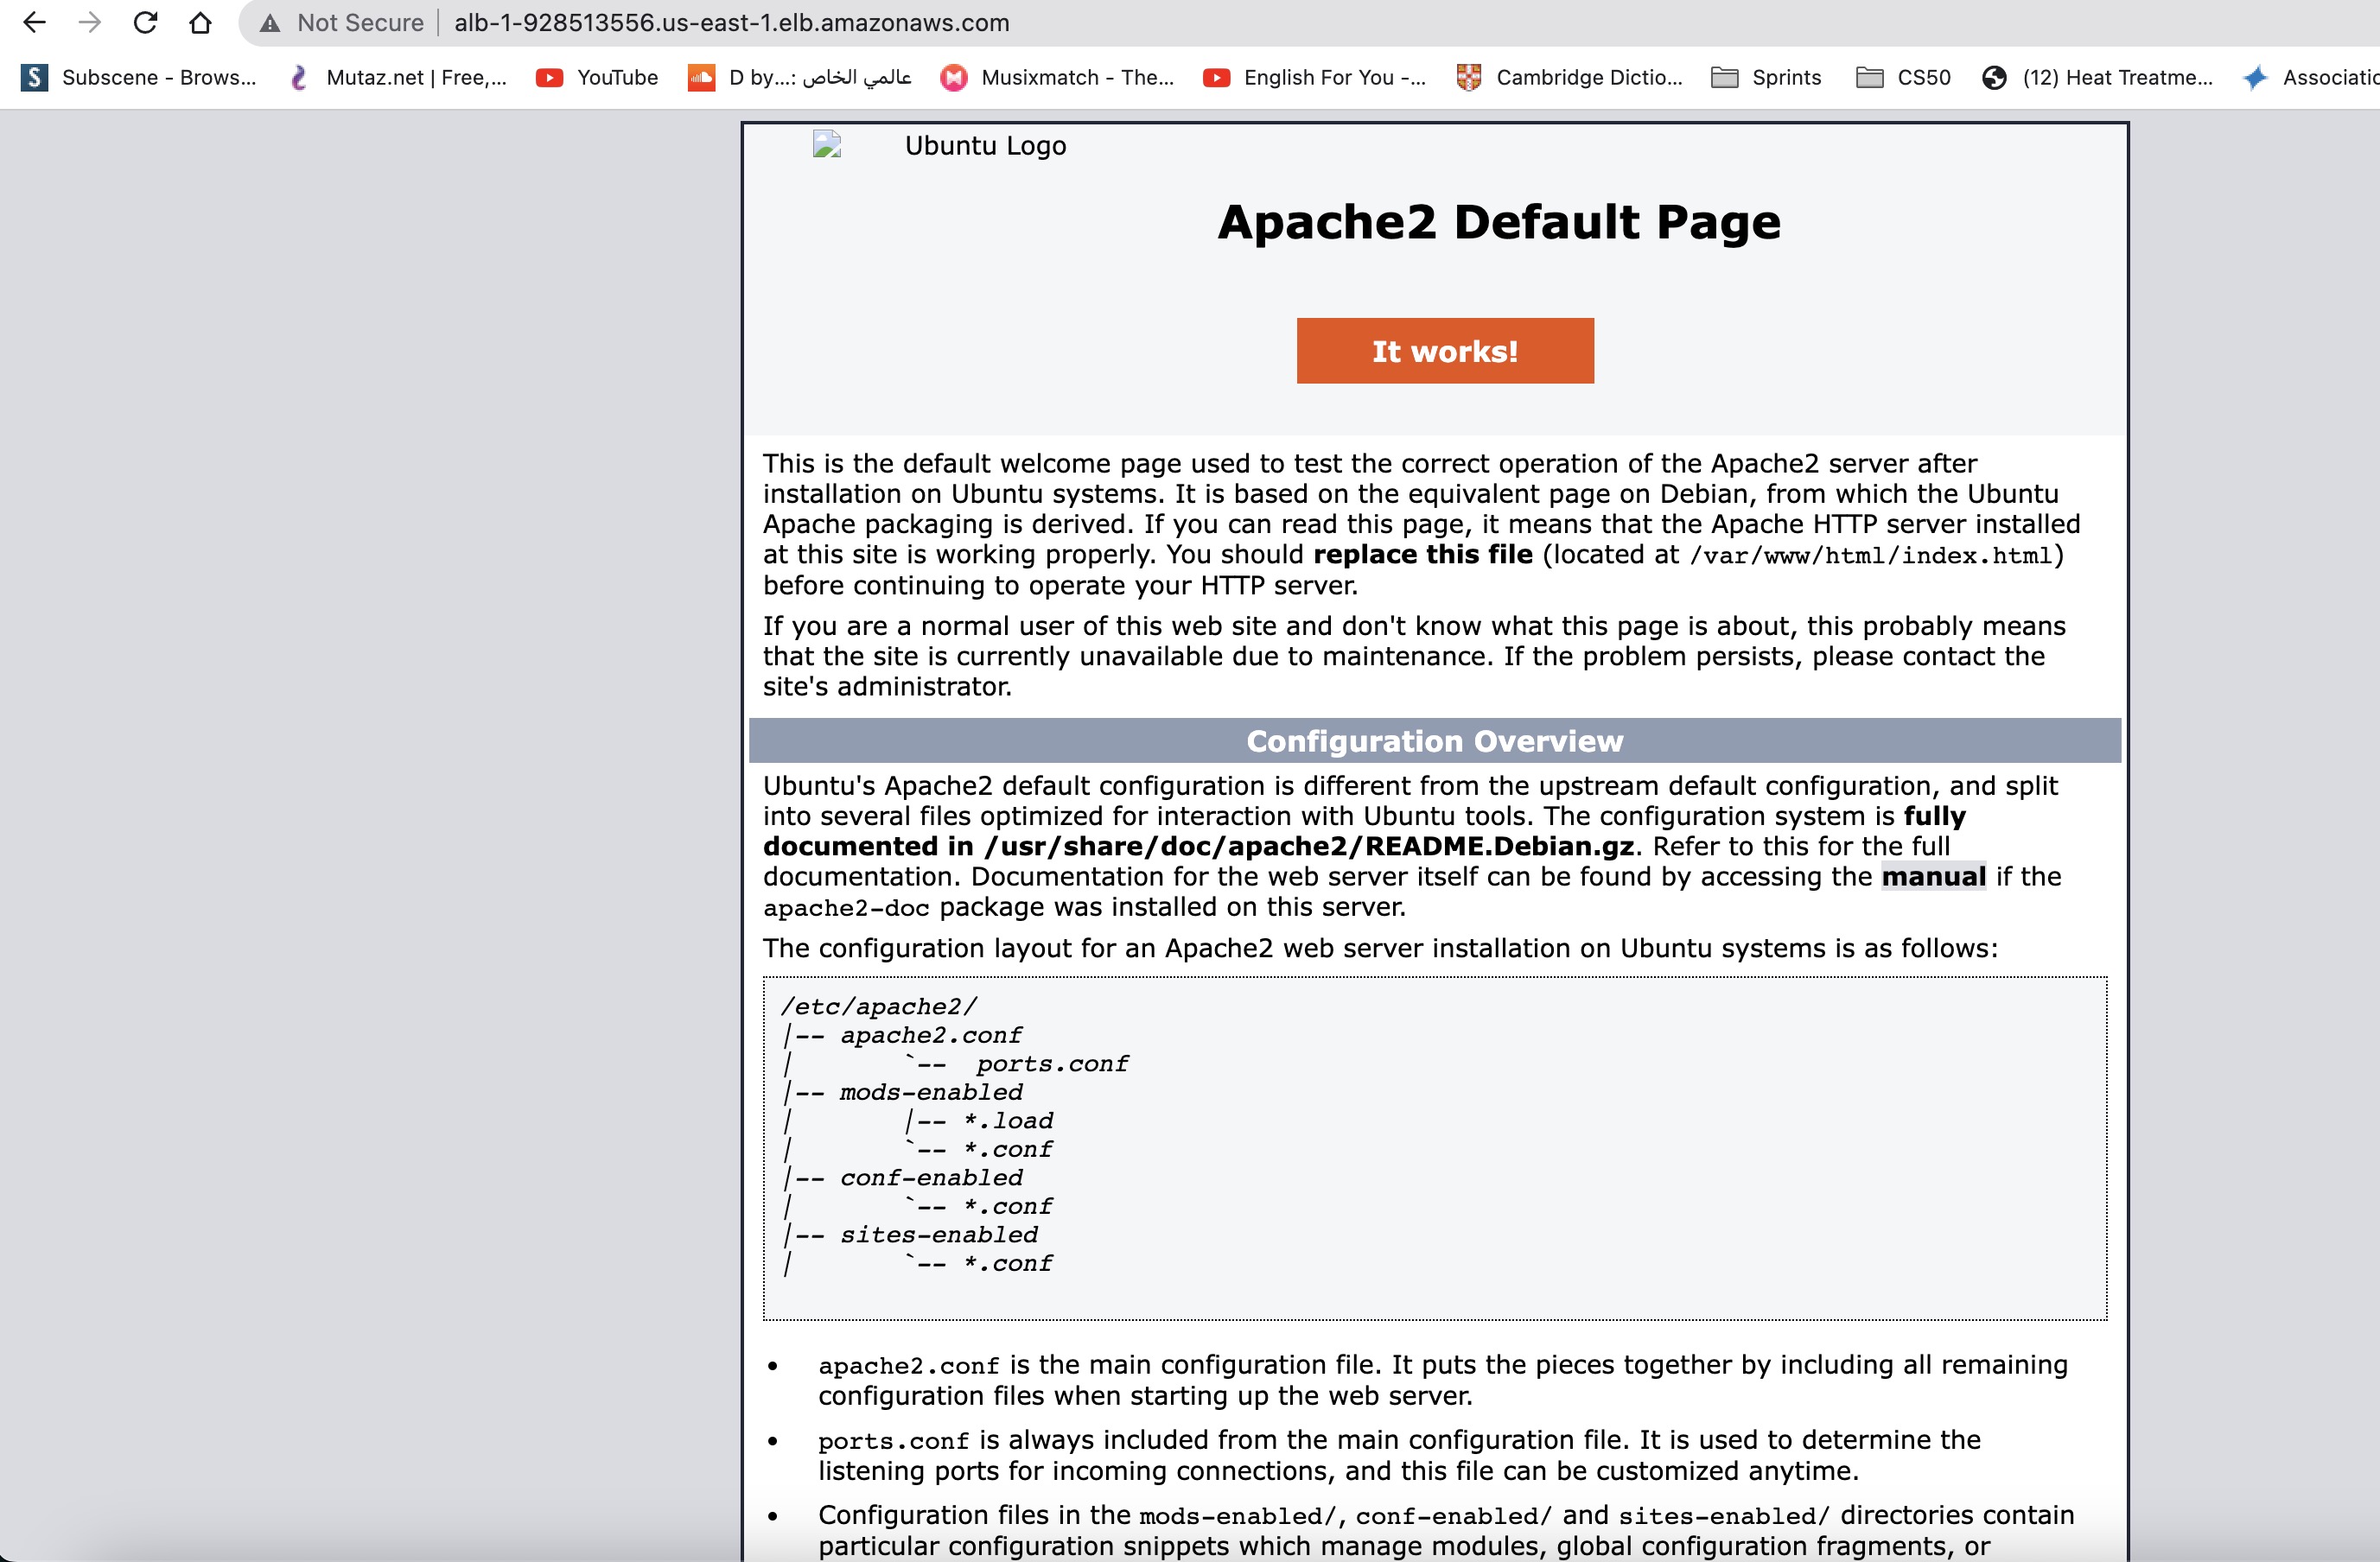 Not Secure | alb-1-928513556.us-east-1.elb.amazonaws.com
Subscene - Brows... Mutaz.net | Free,... YouTube D by...: عالمي الخاص Musixmatch - The... English For You -... Cambridge Dictio... Sprints CS50 (12) Heat Treatme... Associatic
Ubuntu Logo
Apache2 Default Page
It works!
This is the default welcome page used to test the correct operation of the Apache2 server after
installation on Ubuntu systems. It is based on the equivalent page on Debian, from which the Ubuntu
Apache packaging is derived. If you can read this page, it means that the Apache HTTP server installed
at this site is working properly. You should replace this file (located at /var/www/html/index.html)
before continuing to operate your HTTP server.
If you are a normal user of this web site and don't know what this page is about, this probably means
that the site is currently unavailable due to maintenance. If the problem persists, please contact the
site's administrator.
Configuration Overview
Ubuntu's Apache2 default configuration is different from the upstream default configuration, and split
into several files optimized for interaction with Ubuntu tools. The configuration system is fully
documented in /usr/share/doc/apache2/README.Debian.gz. Refer to this for the full
documentation. Documentation for the web server itself can be found by accessing the manual if the
apache2-doc package was installed on this server.
The configuration layout for an Apache2 web server installation on Ubuntu systems is as follows:
/etc/apache2/
|-- apache2.conf
|       `--  ports.conf
|-- mods-enabled
|       |-- *.load
|       `-- *.conf
|-- conf-enabled
|       `-- *.conf
|-- sites-enabled
|       `-- *.conf
• apache2.conf is the main configuration file. It puts the pieces together by including all remaining
configuration files when starting up the web server.
• ports.conf is always included from the main configuration file. It is used to determine the
listening ports for incoming connections, and this file can be customized anytime.
• Configuration files in the mods-enabled/, conf-enabled/ and sites-enabled/ directories contain
particular configuration snippets which manage modules, global configuration fragments, or